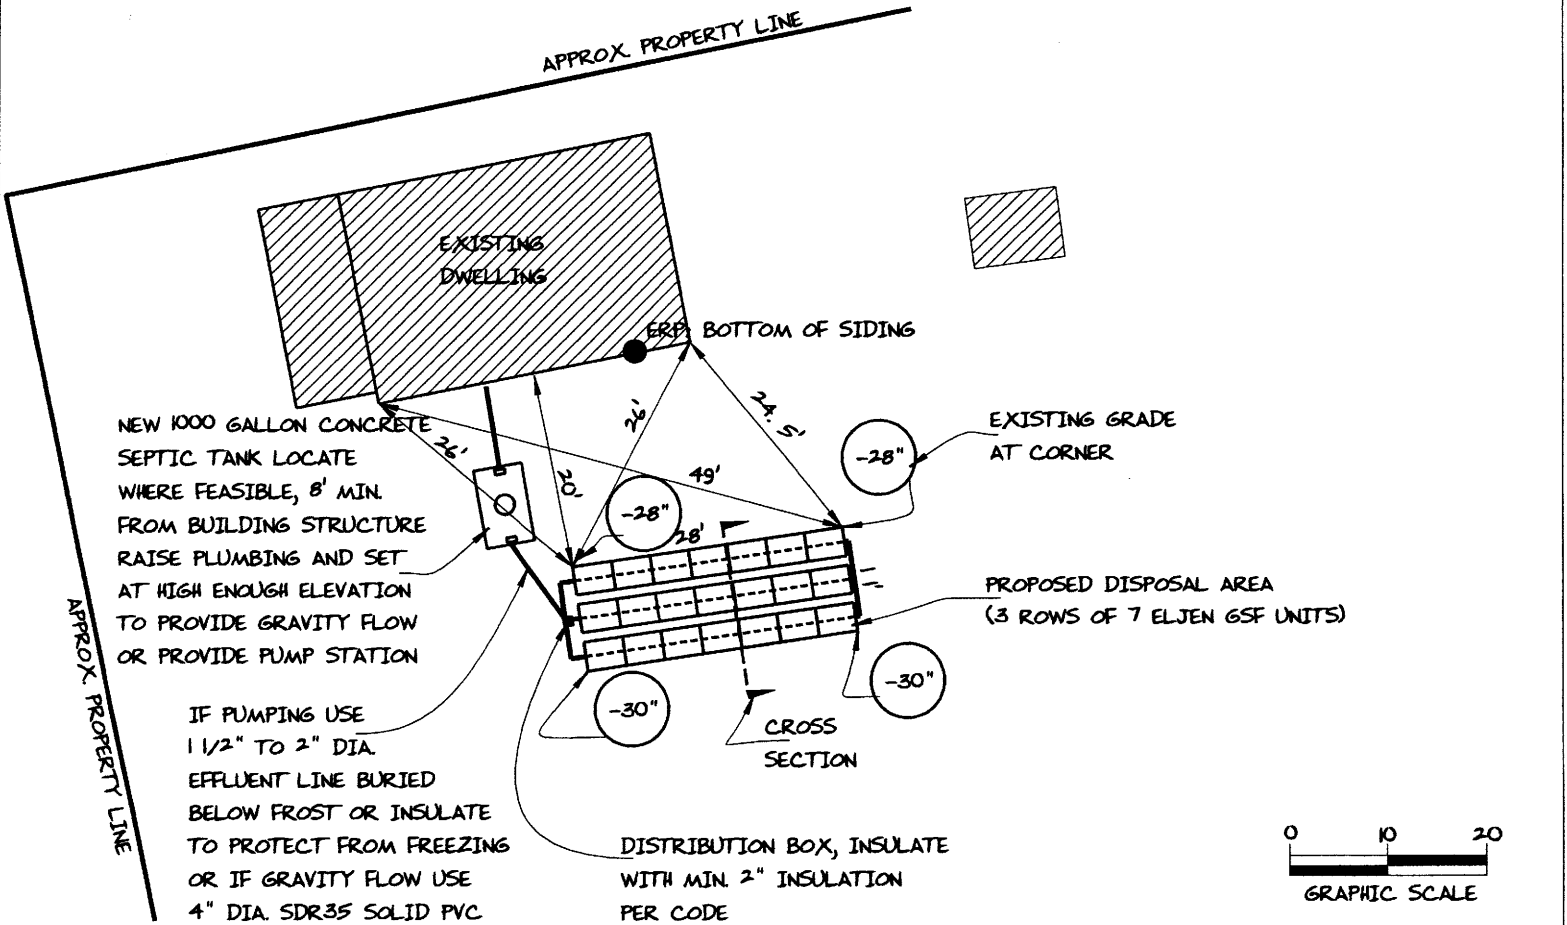 APPROX. PROPERTY LINE
EXISTING
DWELLING
ERP: BOTTOM OF SIDING
NEW 1000 GALLON CONCRETE
SEPTIC TANK LOCATE
WHERE FEASIBLE, 8' MIN.
FROM BUILDING STRUCTURE
RAISE PLUMBING AND SET
AT HIGH ENOUGH ELEVATION
TO PROVIDE GRAVITY FLOW
OR PROVIDE PUMP STATION
26'
20'
26'
24.5'
49'
28'
-28"
-28"
EXISTING GRADE
AT CORNER
PROPOSED DISPOSAL AREA
(3 ROWS OF 7 ELJEN GSF UNITS)
-30"
-30"
CROSS
SECTION
APPROX. PROPERTY LINE
IF PUMPING USE
1 1/2" TO 2" DIA.
EFFLUENT LINE BURIED
BELOW FROST OR INSULATE
TO PROTECT FROM FREEZING
OR IF GRAVITY FLOW USE
4" DIA. SDR35 SOLID PVC
DISTRIBUTION BOX, INSULATE
WITH MIN. 2" INSULATION
PER CODE
0 10 20
GRAPHIC SCALE